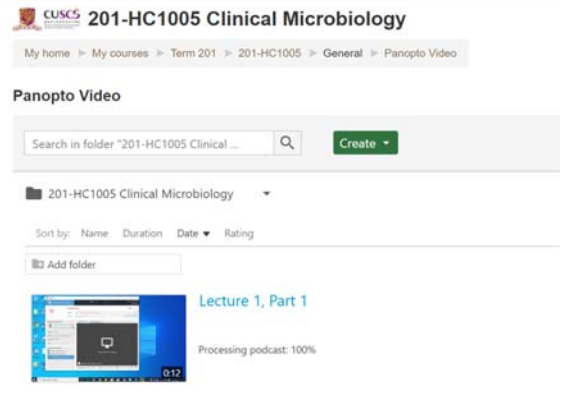 CUSCS
201-HC1005 Clinical Microbiology
My home ▶ My courses ▶ Term 201 ▶ 201-HC1005 ▶ General ▶ Panopto Video
Panopto Video
Search in folder "201-HC1005 Clinical ...
Create
201-HC1005 Clinical Microbiology
Sort by: Name Duration Date ▼ Rating
Add folder
Lecture 1, Part 1
Processing podcast: 100%
0:12